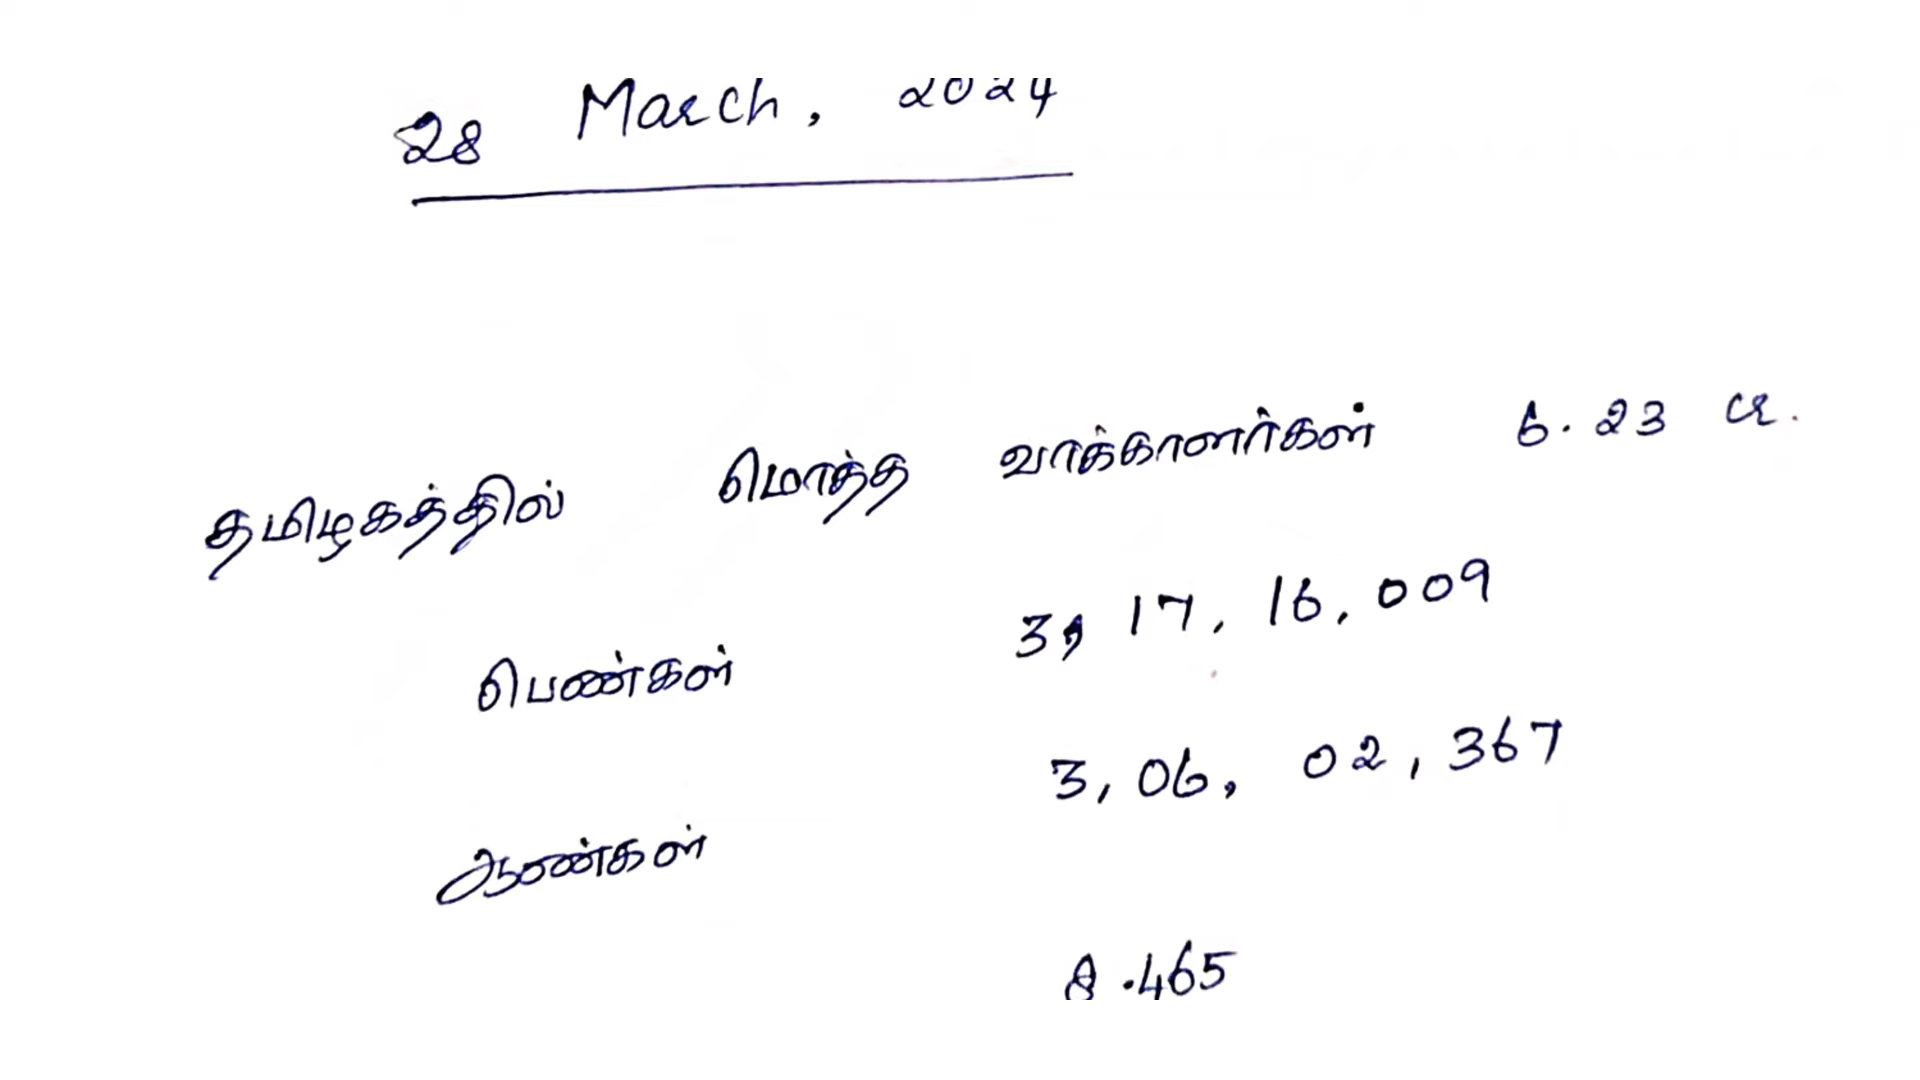 28 March, 2024
தமிழகத்தில் மொத்த வாக்காளர்கள் 6.23 cr.
பெண்கள் 3, 17, 16,009
ஆண்கள் 3, 06, 02, 367
8.465